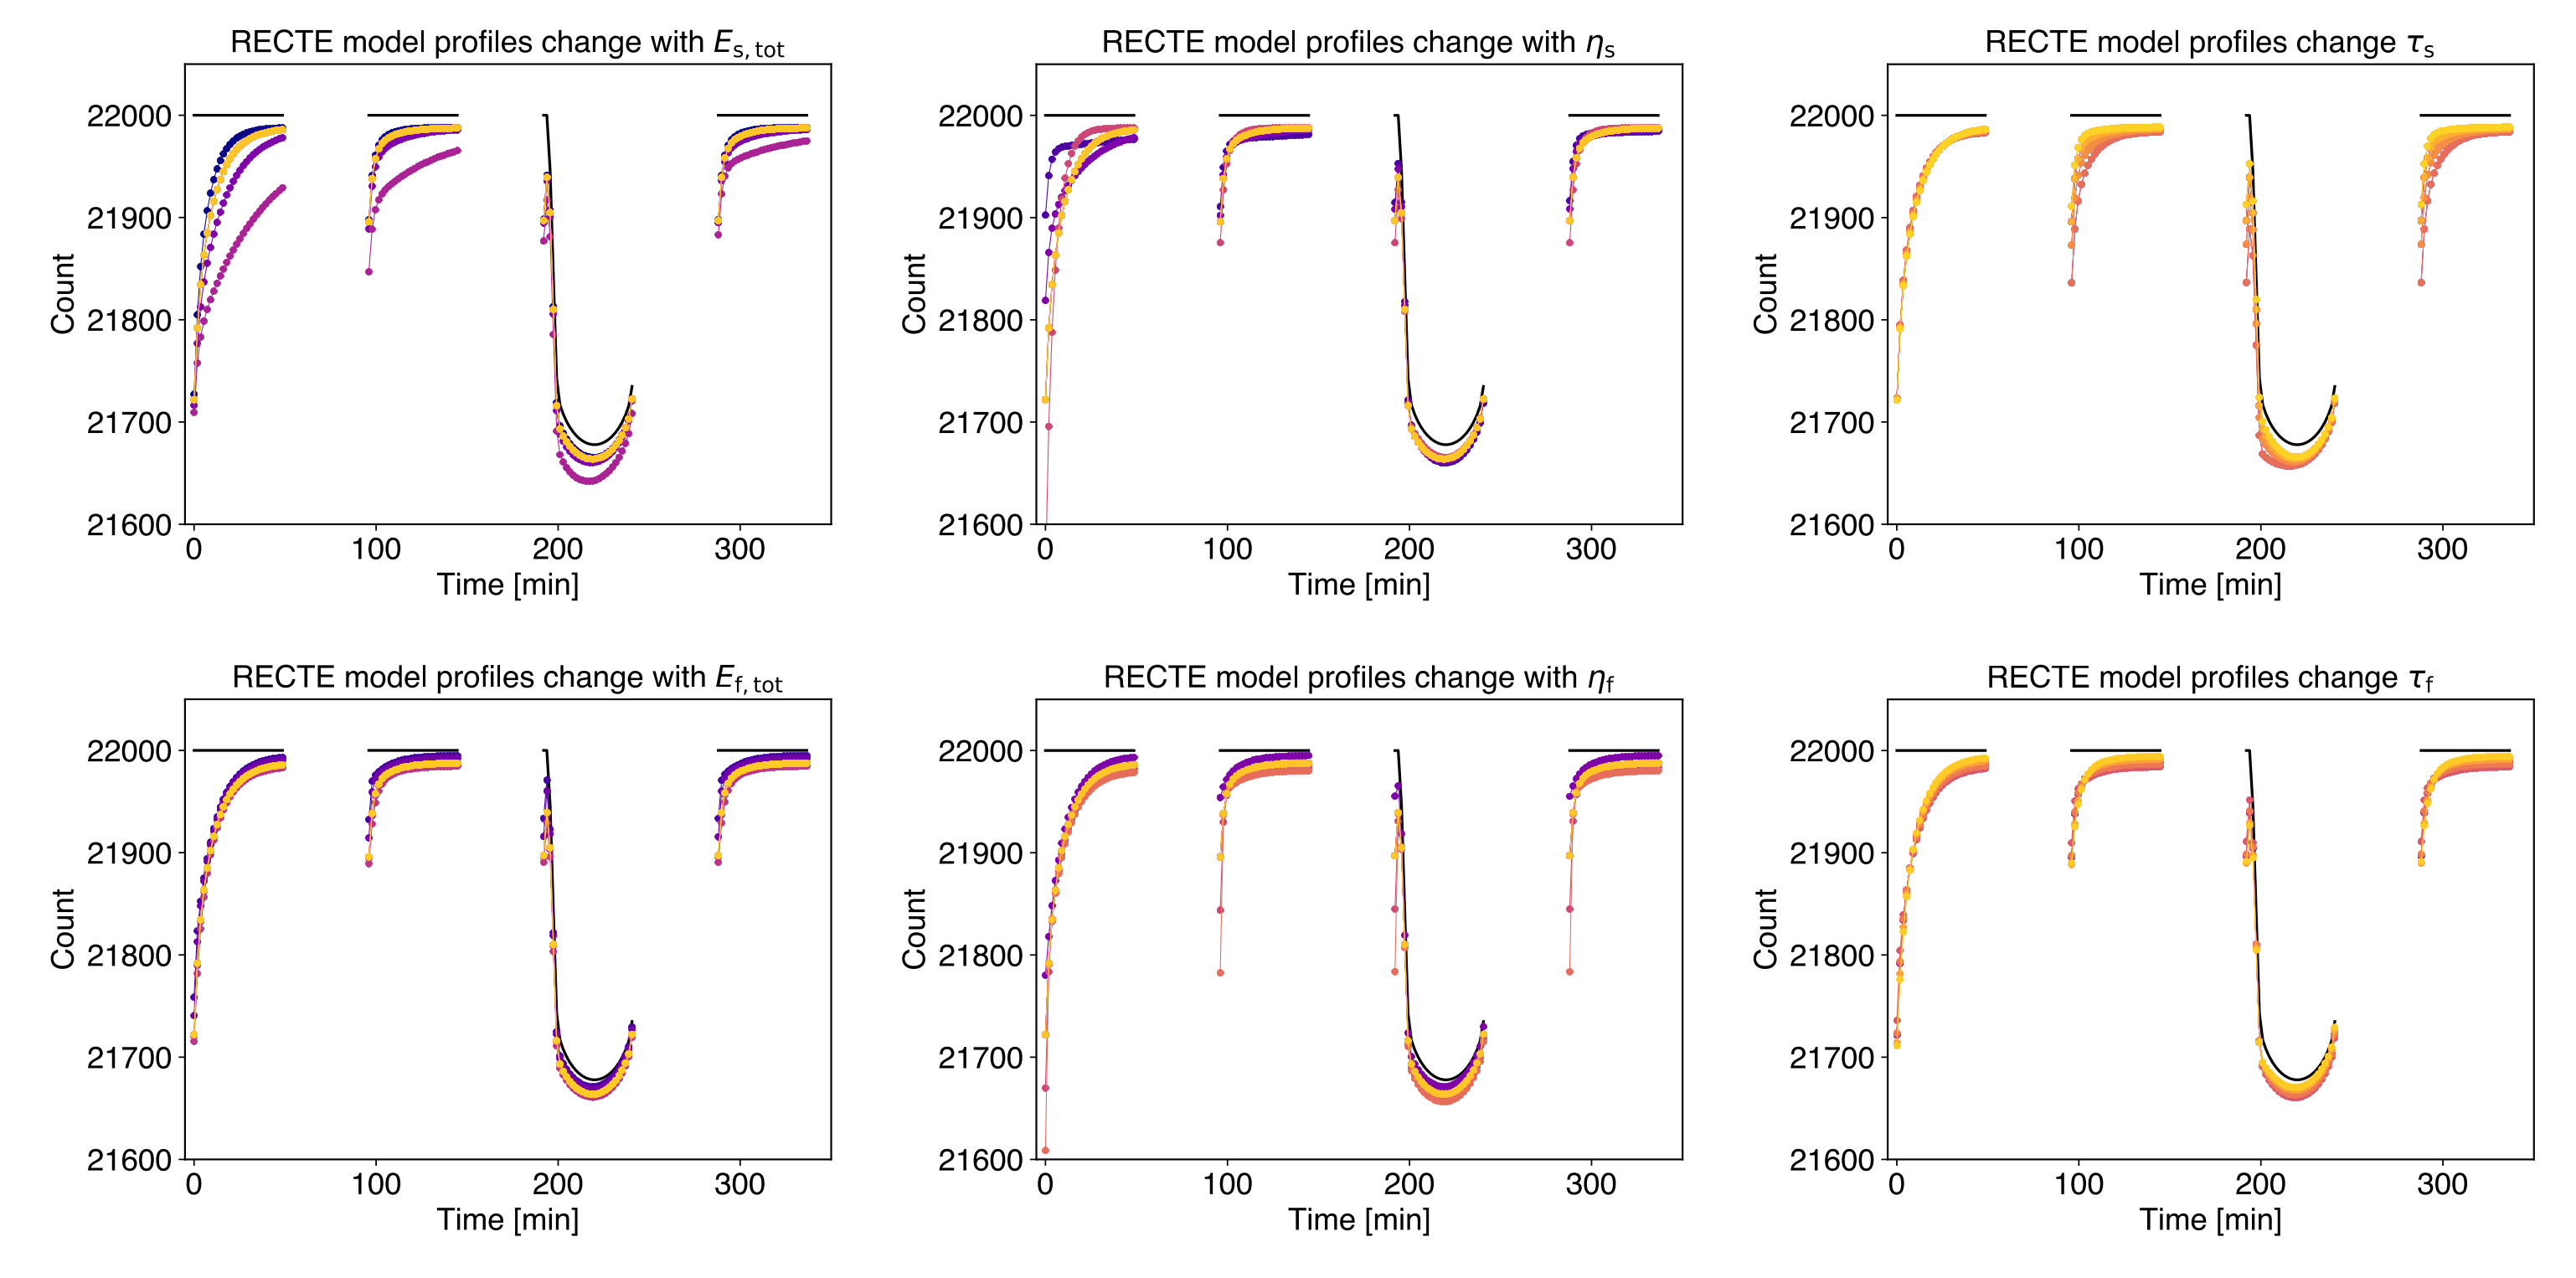 RECTE model profiles change with E_s, tot
22000
21900
21800
21700
21600
Count
0 100 200 300
Time [min]
RECTE model profiles change with η_s
22000
21900
21800
21700
21600
Count
0 100 200 300
Time [min]
RECTE model profiles change τ_s
22000
21900
21800
21700
21600
Count
0 100 200 300
Time [min]
RECTE model profiles change with E_f, tot
22000
21900
21800
21700
21600
Count
0 100 200 300
Time [min]
RECTE model profiles change with η_f
22000
21900
21800
21700
21600
Count
0 100 200 300
Time [min]
RECTE model profiles change τ_f
22000
21900
21800
21700
21600
Count
0 100 200 300
Time [min]